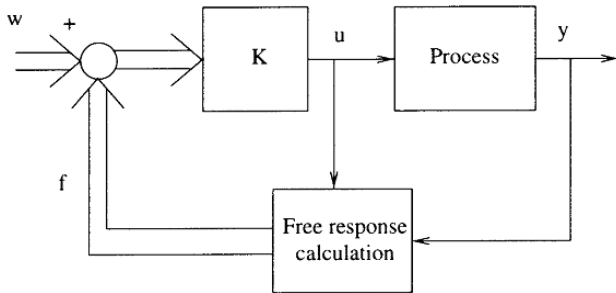 w
+
K
u
Process
y
f
Free response
calculation